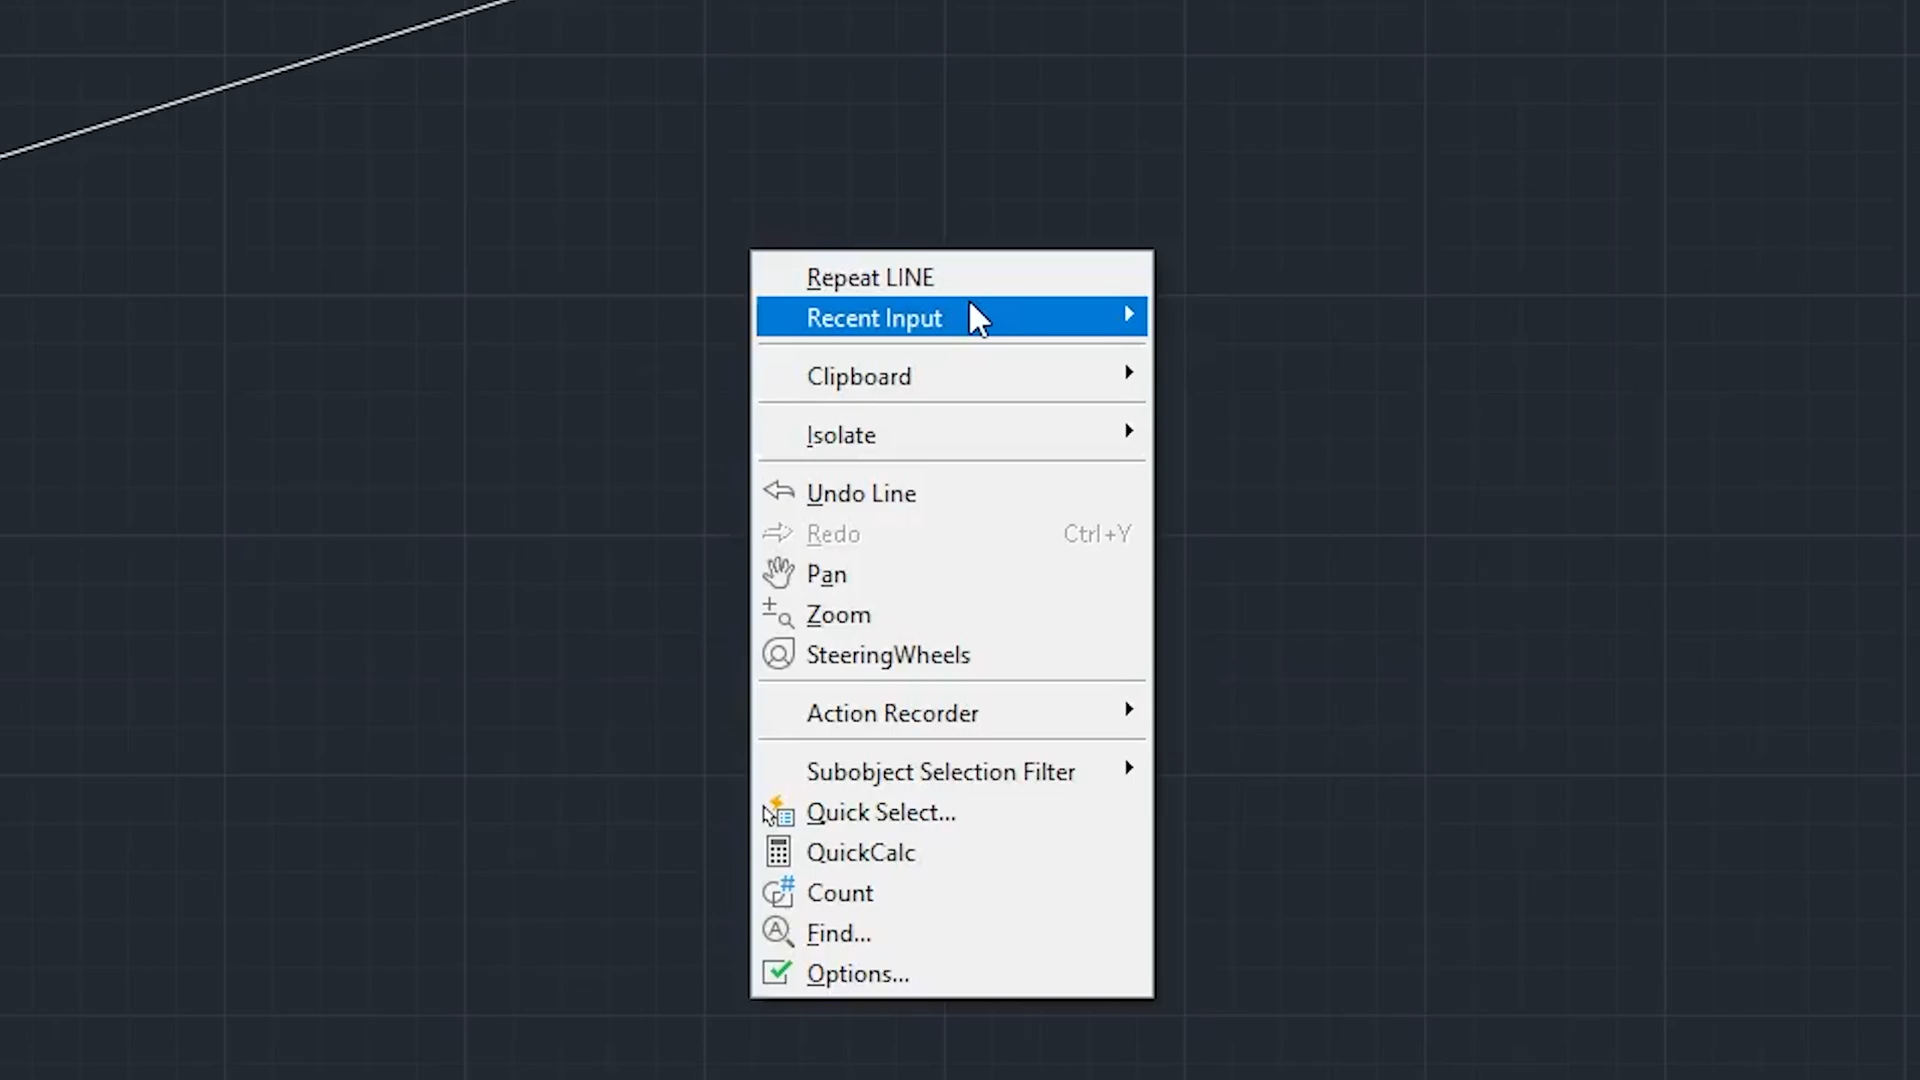 Repeat LINE
Recent Input
Clipboard
Isolate
Undo Line
Redo Ctrl+Y
Pan
Zoom
SteeringWheels
Action Recorder
Subobject Selection Filter
Quick Select...
QuickCalc
Count
Find...
Options...